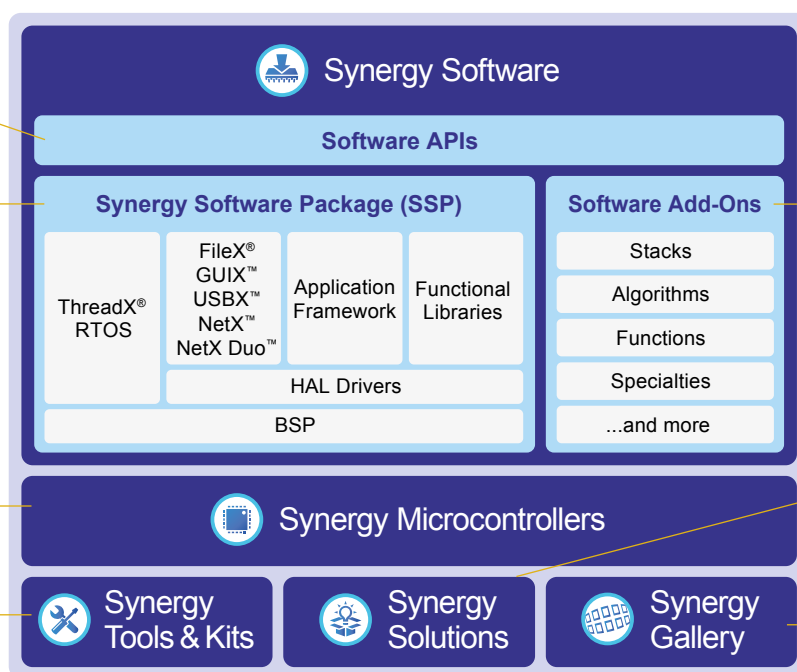 Synergy Software
Software APIs
Synergy Software Package (SSP)
ThreadX®
RTOS
FileX®
GUIX™
USBX™
NetX™
NetX Duo™
Application
Framework
Functional
Libraries
HAL Drivers
BSP
Software Add-Ons
Stacks
Algorithms
Functions
Specialties
...and more
Synergy Microcontrollers
Synergy
Tools & Kits
Synergy
Solutions
Synergy
Gallery